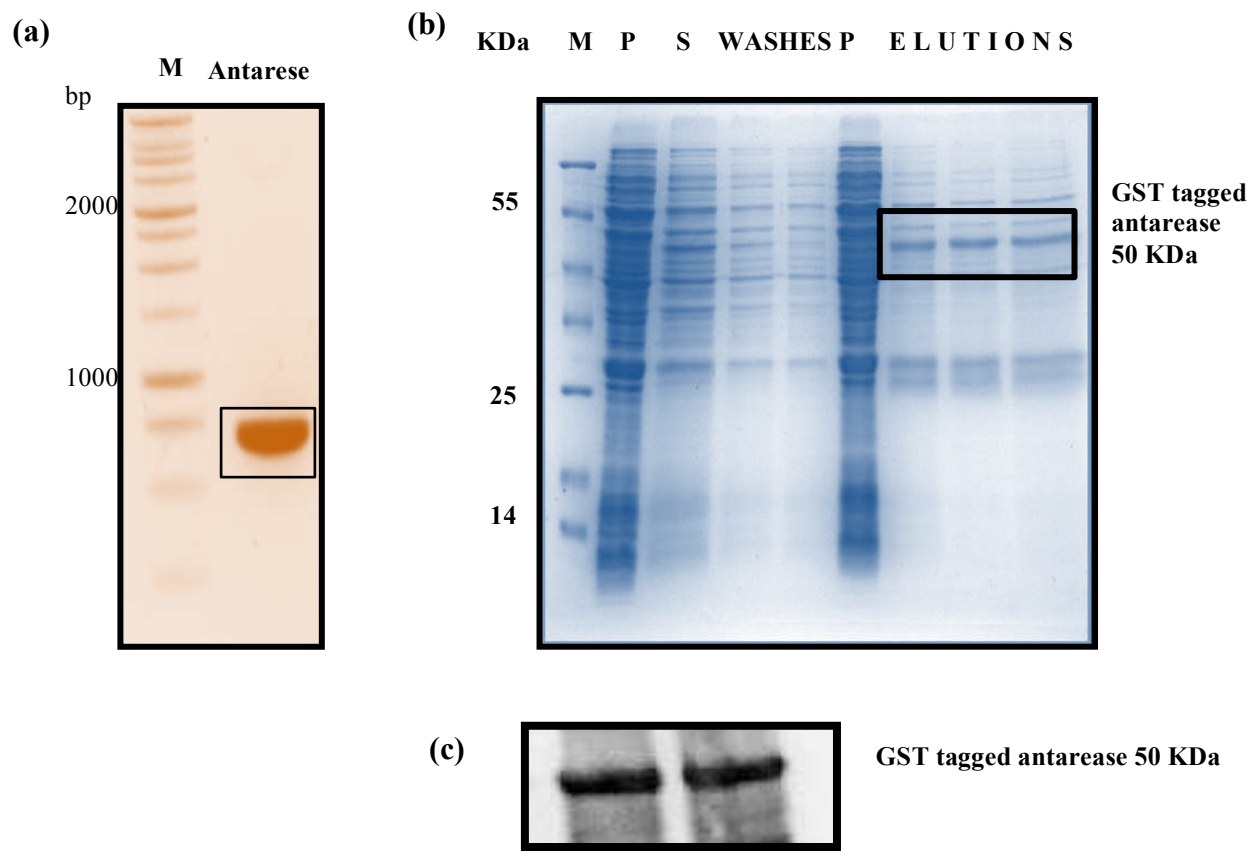 (a)
M Antarese
bp
2000
1000
(b)
KDa M P S WASHES P E L U T I O N S
55
25
14
GST tagged
antarease
50 KDa
(c)
GST tagged antarease 50 KDa